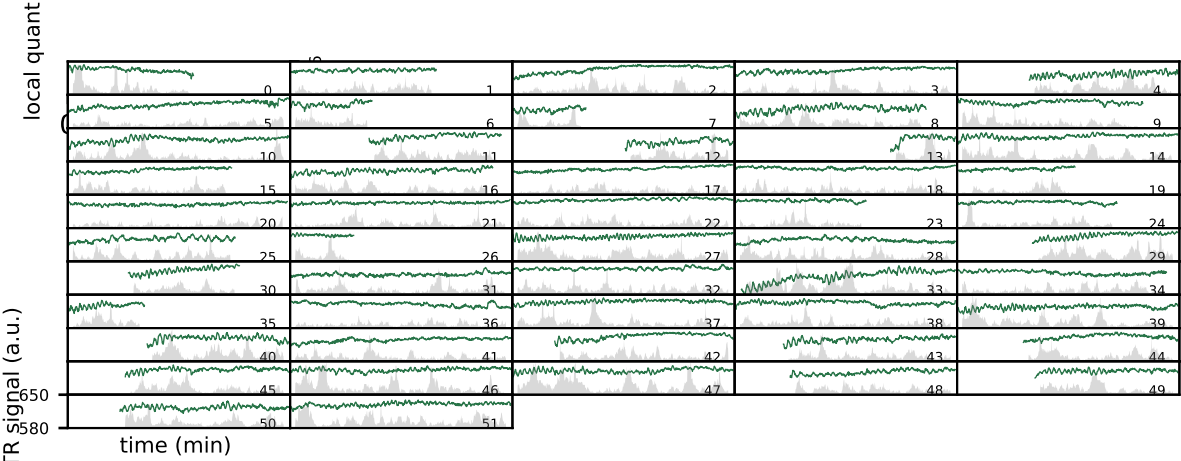 local quant
0 1 2 3 4
5 6 7 8 9
10 11 12 13 14
15 16 17 18 19
20 21 22 23 24
25 26 27 28 29
30 31 32 33 34
35 36 37 38 39
40 41 42 43 44
45 46 47 48 49
50 51
650
580
TR signal (a.u.)
time (min)